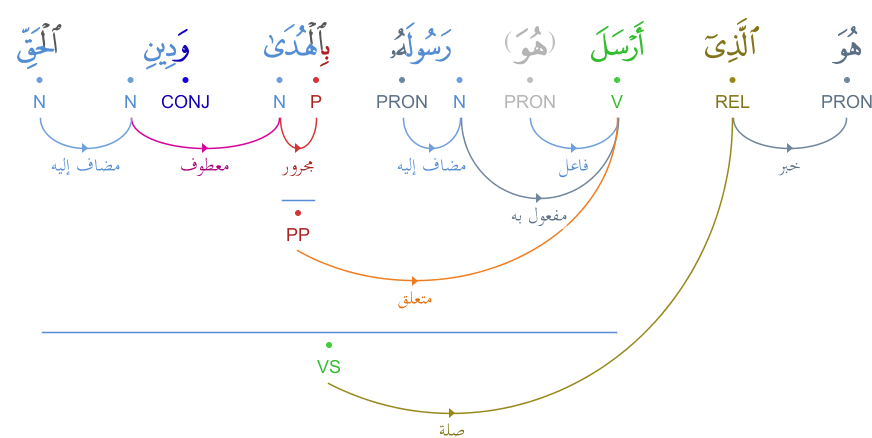 هُوَ ٱلَّذِىٓ أَرْسَلَ (هُوَ) رَسُولَهُۥ بِٱلْهُدَىٰ وَدِينِ ٱلْحَقِّ
PRON REL V PRON N PRON P N CONJ N N
خبر فاعل مضاف إليه مجرور معطوف مضاف إليه
مفعول به
PP
متعلق
VS
صلة